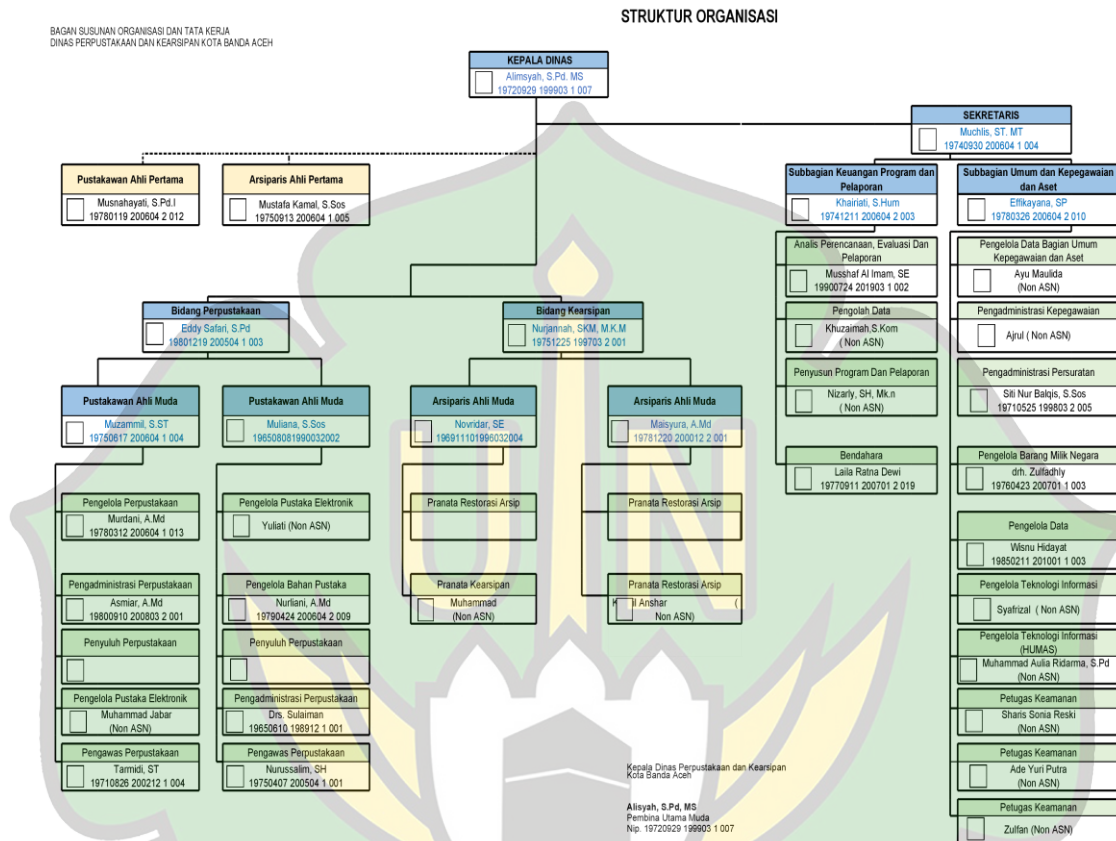 STRUKTUR ORGANISASI
BAGAN SUSUNAN ORGANISASI DAN TATA KERJA
DINAS PERPUSTAKAAN DAN KEARSIPAN KOTA BANDA ACEH
KEPALA DINAS
Alimsyah, S.Pd. MS
19720929 199903 1 007
SEKRETARIS
Muchlis, ST. MT
19740930 200604 1 004
Pustakawan Ahli Pertama
Musnahayati, S.Pd.I
19780119 200604 2 012
Arsiparis Ahli Pertama
Mustafa Kamal, S.Sos
19750913 200604 1 005
Subbagian Keuangan Program dan
Pelaporan
Khairiati, S.Hum
19741211 200604 2 003
Subbagian Umum dan Kepegawaian
dan Aset
Effikayana, SP
19780326 200604 2 010
Analis Perencanaan, Evaluasi Dan
Pelaporan
Musshaf Al Imam, SE
19900724 201903 1 002
Pengolah Data
Khuzaimah,S.Kom
( Non ASN)
Penyusun Program Dan Pelaporan
Nizarly, SH, Mk.n
( Non ASN)
Bendahara
Laila Ratna Dewi
19770911 200701 2 019
Pengelola Data Bagian Umum
Kepegawaian dan Aset
Ayu Maulida
(Non ASN)
Pengadministrasi Kepegawaian
Ajrul ( Non ASN)
Pengadministrasi Persuratan
Siti Nur Balqis, S.Sos
19710525 199803 2 005
Pengelola Barang Milik Negara
drh. Zulfadhly
19760423 200701 1 003
Pengelola Data
Wisnu Hidayat
19850211 201001 1 003
Pengelola Teknologi Informasi
Syafrizal ( Non ASN)
Pengelola Teknologi Informasi
(HUMAS)
Muhammad Aulia Ridarma, S.Pd
(Non ASN)
Petugas Keamanan
Sharis Sonia Reski
(Non ASN)
Petugas Keamanan
Ade Yuri Putra
(Non ASN)
Petugas Keamanan
Zulfan (Non ASN)
Bidang Perpustakaan
Eddy Safari, S.Pd
19801219 200504 1 003
Bidang Kearsipan
Nurjannah, SKM, M.K.M
19751225 199703 2 001
Pustakawan Ahli Muda
Muzammil, S.ST
19750617 200604 1 004
Pustakawan Ahli Muda
Muliana, S.Sos
196508081990032002
Arsiparis Ahli Muda
Novridar, SE
196911101996032004
Arsiparis Ahli Muda
Maisyura, A.Md
19781220 200012 2 001
Pengelola Perpustakaan
Murdani, A.Md
19780312 200604 1 013
Pengadministrasi Perpustakaan
Asmiar, A.Md
19800910 200803 2 001
Penyuluh Perpustakaan
Pengelola Pustaka Elektronik
Muhammad Jabar
(Non ASN)
Pengawas Perpustakaan
Tarmidi, ST
19710826 200212 1 004
Pengelola Pustaka Elektronik
Yuliati (Non ASN)
Pengelola Bahan Pustaka
Nurliani, A.Md
19790424 200604 2 009
Penyuluh Perpustakaan
Pengadministrasi Perpustakaan
Drs. Sulaiman
19650610 198912 1 001
Pengawas Perpustakaan
Nurussalim, SH
19750407 200504 1 001
Pranata Restorasi Arsip
Pranata Kearsipan
Muhammad
(Non ASN)
Pranata Restorasi Arsip
Pranata Restorasi Arsip
Anshar (
Non ASN)
UIN
Kepala Dinas Perpustakaan dan Kearsipan
Kota Banda Aceh
Alisyah, S.Pd, MS
Pembina Utama Muda
Nip. 19720929 199903 1 007